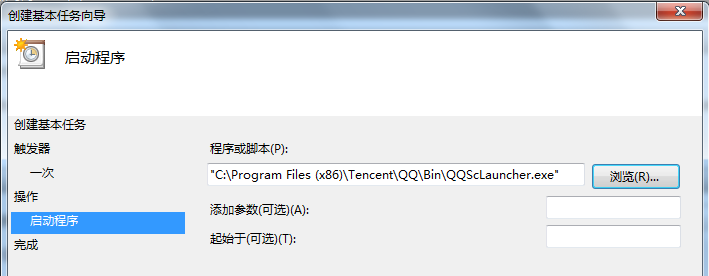 创建基本任务向导
启动程序
创建基本任务
触发器
一次
操作
启动程序
完成
程序或脚本(P):
"C:\Program Files (x86)\Tencent\QQ\Bin\QQScLauncher.exe"
浏览(R)...
添加参数(可选)(A):
起始于(可选)(T):